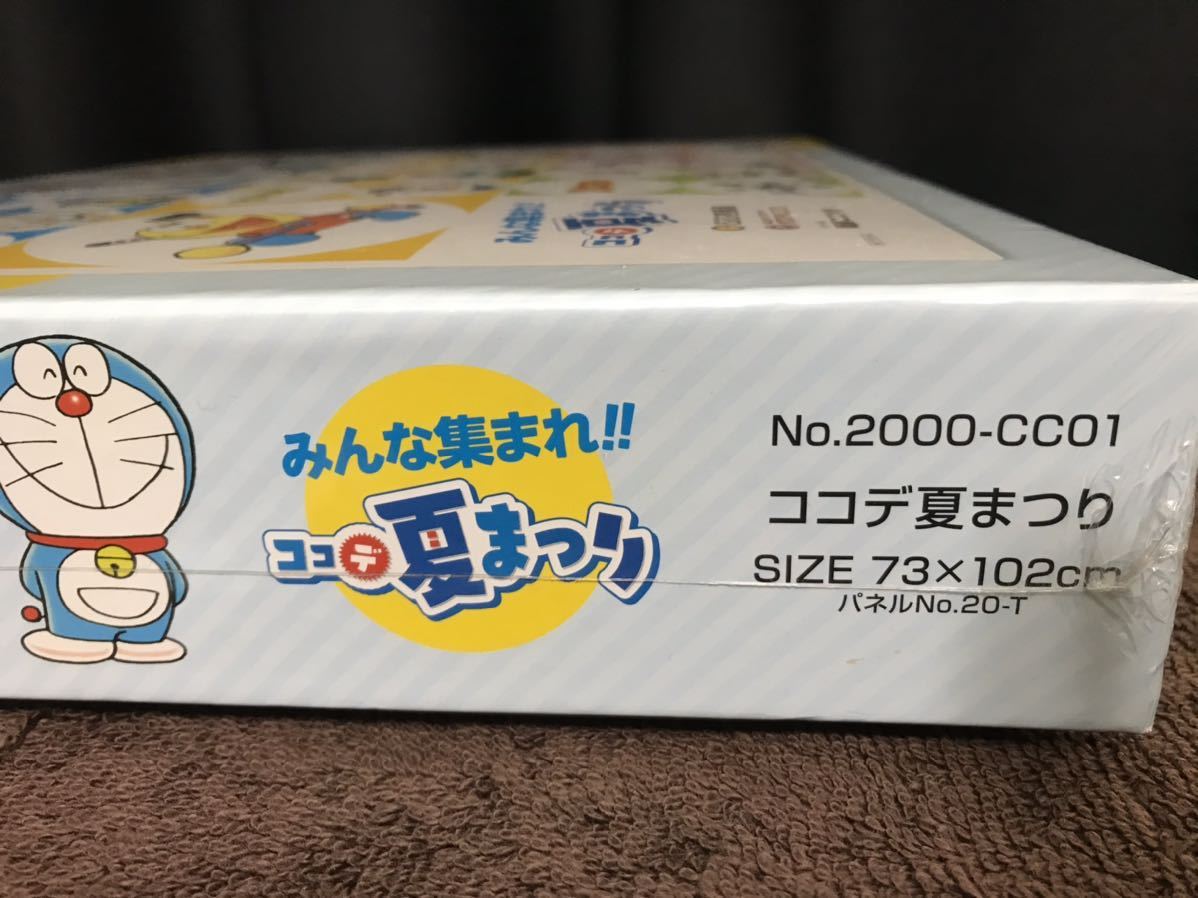 みんな集まれ!!
ココデ夏まつり
No.2000-CC01
ココデ夏まつり
SIZE 73×102cm
パネルNo.20-T